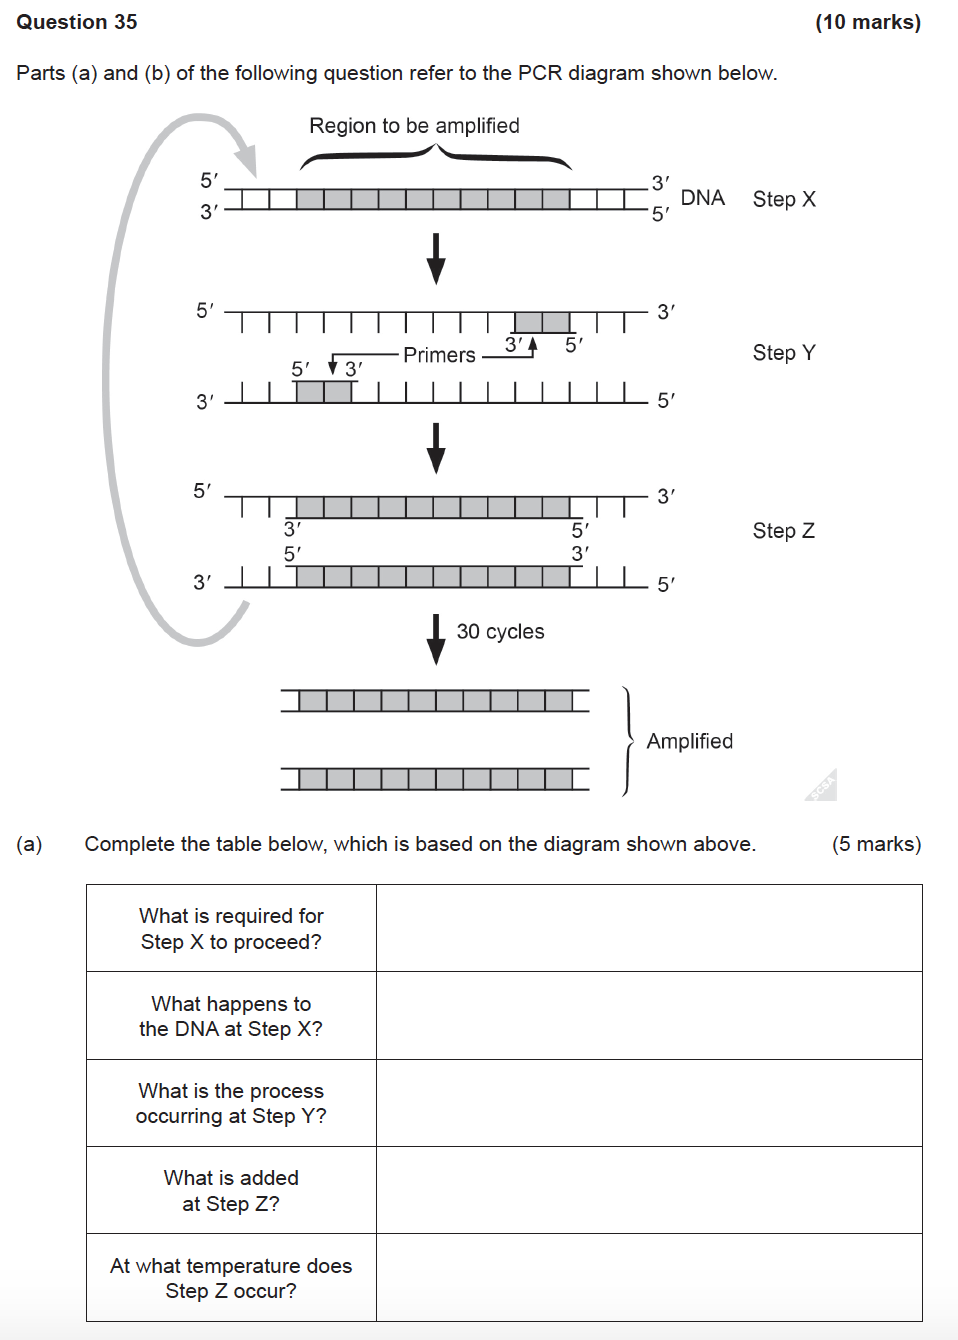 Question 35 (10 marks)
Parts (a) and (b) of the following question refer to the PCR diagram shown below.
Region to be amplified
5′ 3′
3′ 5′ DNA Step X
5′ 3′
3′ 5′
Primers Step Y
5′ 3′
3′ 5′
5′ 3′
3′ 5′ Step Z
5′ 3′
3′ 5′
30 cycles
Amplified
SCSA
(a) Complete the table below, which is based on the diagram shown above. (5 marks)
What is required for
Step X to proceed?
What happens to
the DNA at Step X?
What is the process
occurring at Step Y?
What is added
at Step Z?
At what temperature does
Step Z occur?